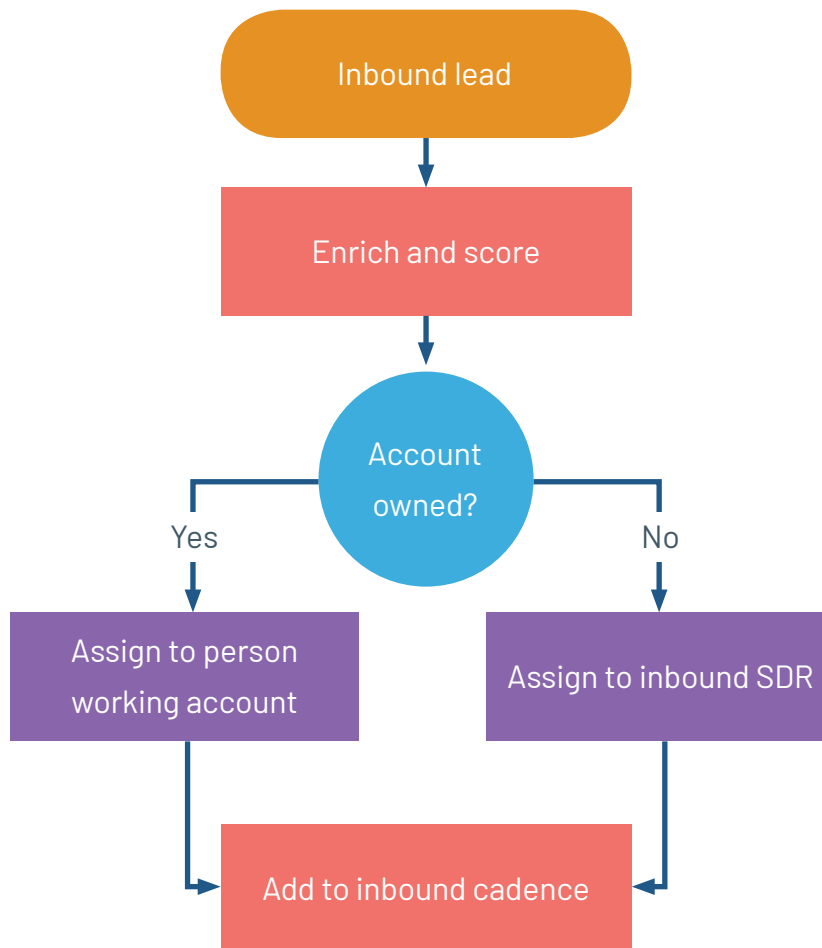 Inbound lead
Enrich and score
Account
owned?
Yes
No
Assign to person
working account
Assign to inbound SDR
Add to inbound cadence